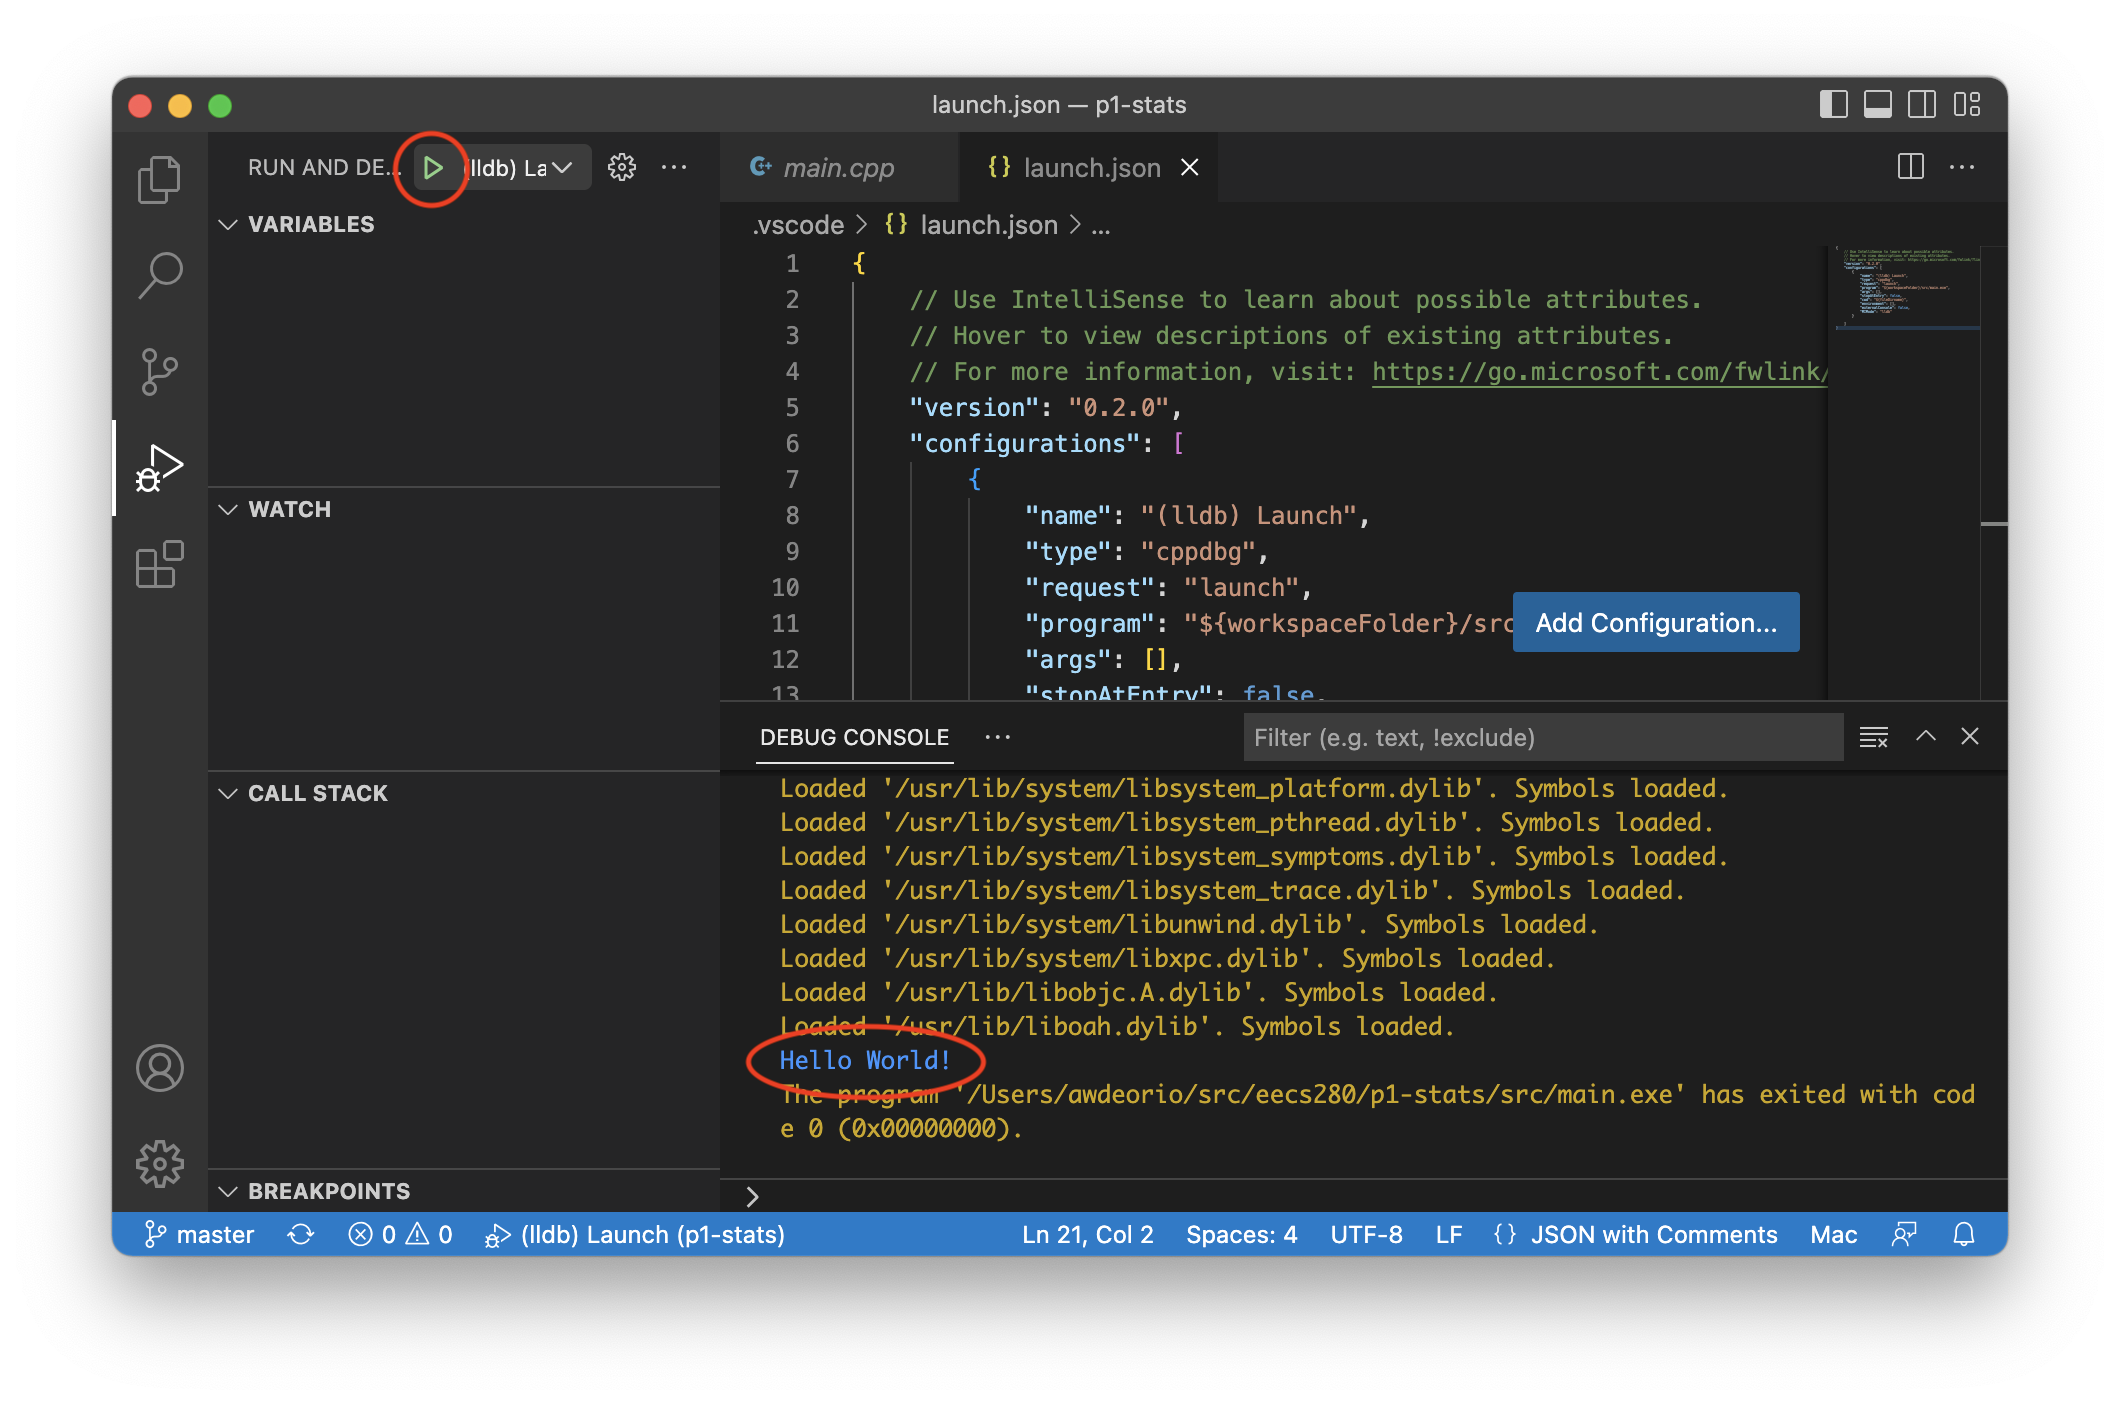 launch.json — p1-stats
RUN AND DE...
(lldb) La
main.cpp
{} launch.json
.vscode > {} launch.json > ...
VARIABLES
WATCH
CALL STACK
BREAKPOINTS
1 {
2 // Use IntelliSense to learn about possible attributes.
3 // Hover to view descriptions of existing attributes.
4 // For more information, visit: https://go.microsoft.com/fwlink/
5 "version": "0.2.0",
6 "configurations": [
7 {
8 "name": "(lldb) Launch",
9 "type": "cppdbg",
10 "request": "launch",
11 "program": "${workspaceFolder}/src
12 "args": [],
13 "stopAtEntry": false,
Add Configuration...
DEBUG CONSOLE ...
Filter (e.g. text, !exclude)
Loaded '/usr/lib/system/libsystem_platform.dylib'. Symbols loaded.
Loaded '/usr/lib/system/libsystem_pthread.dylib'. Symbols loaded.
Loaded '/usr/lib/system/libsystem_symptoms.dylib'. Symbols loaded.
Loaded '/usr/lib/system/libsystem_trace.dylib'. Symbols loaded.
Loaded '/usr/lib/system/libunwind.dylib'. Symbols loaded.
Loaded '/usr/lib/system/libxpc.dylib'. Symbols loaded.
Loaded '/usr/lib/libobjc.A.dylib'. Symbols loaded.
Loaded '/usr/lib/liboah.dylib'. Symbols loaded.
Hello World!
The program '/Users/awdeorio/src/eecs280/p1-stats/src/main.exe' has exited with cod
e 0 (0x00000000).
master 0 0 (lldb) Launch (p1-stats) Ln 21, Col 2 Spaces: 4 UTF-8 LF {} JSON with Comments Mac